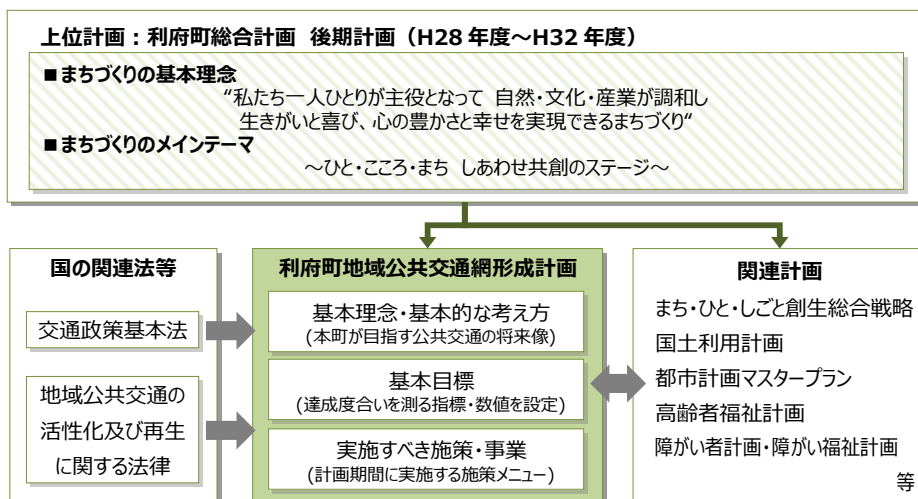 上位計画：利府町総合計画 後期計画（H28 年度～H32 年度）
■まちづくりの基本理念
“私たち一人ひとりが主役となって 自然・文化・産業が調和し
生きがいと喜び、心の豊かさと幸せを実現できるまちづくり“
■まちづくりのメインテーマ
～ひと・こころ・まち しあわせ共創のステージ～
国の関連法等
交通政策基本法
地域公共交通の
活性化及び再生
に関する法律
利府町地域公共交通網形成計画
基本理念・基本的な考え方
(本町が目指す公共交通の将来像)
基本目標
(達成度合いを測る指標・数値を設定)
実施すべき施策・事業
(計画期間に実施する施策メニュー)
関連計画
まち・ひと・しごと創生総合戦略
国土利用計画
都市計画マスタープラン
高齢者福祉計画
障がい者計画・障がい福祉計画
等